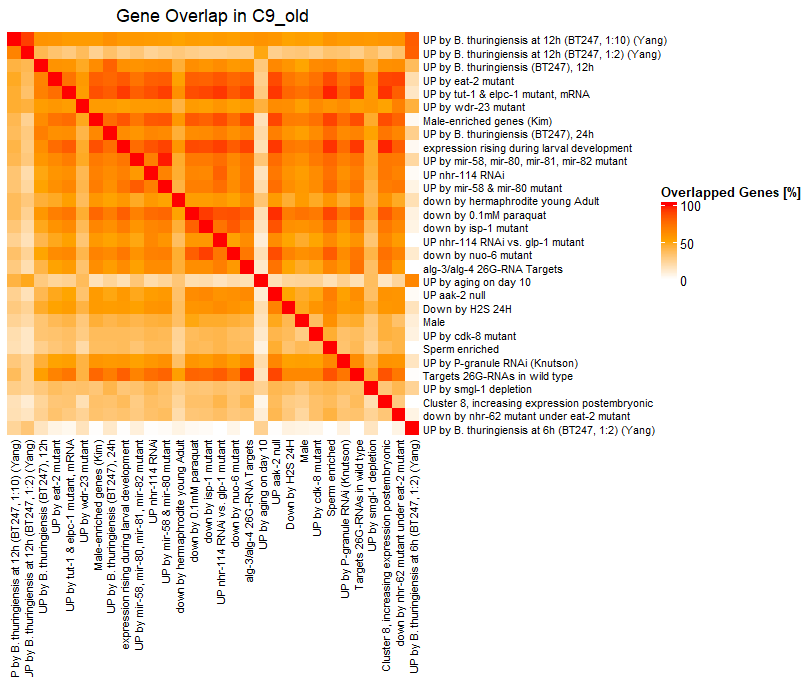 Gene Overlap in C9_old
UP by B. thuringiensis at 12h (BT247, 1:10) (Yang)
UP by B. thuringiensis at 12h (BT247, 1:2) (Yang)
UP by B. thuringiensis (BT247), 12h
UP by eat-2 mutant
UP by tut-1 & elpc-1 mutant, mRNA
UP by wdr-23 mutant
Male-enriched genes (Kim)
UP by B. thuringiensis (BT247), 24h
expression rising during larval development
UP by mir-58, mir-80, mir-81, mir-82 mutant
UP nhr-114 RNAi
UP by mir-58 & mir-80 mutant
down by hermaphrodite young Adult
down by 0.1mM paraquat
down by isp-1 mutant
UP nhr-114 RNAi vs. glp-1 mutant
down by nuo-6 mutant
alg-3/alg-4 26G-RNA Targets
UP by aging on day 10
UP aak-2 null
Down by H2S 24H
Male
UP by cdk-8 mutant
Sperm enriched
UP by P-granule RNAi (Knutson)
Targets 26G-RNAs in wild type
UP by smgl-1 depletion
Cluster 8, increasing expression postembryonic
down by nhr-62 mutant under eat-2 mutant
UP by B. thuringiensis at 6h (BT247, 1:2) (Yang)
Overlapped Genes [%]
100
50
0
P by B. thuringiensis at 12h (BT247, 1:10) (Yang)
UP by B. thuringiensis at 12h (BT247, 1:2) (Yang)
UP by B. thuringiensis (BT247), 12h
UP by eat-2 mutant
UP by tut-1 & elpc-1 mutant, mRNA
UP by wdr-23 mutant
Male-enriched genes (Kim)
UP by B. thuringiensis (BT247), 24h
expression rising during larval development
UP by mir-58, mir-80, mir-81, mir-82 mutant
UP nhr-114 RNAi
UP by mir-58 & mir-80 mutant
down by hermaphrodite young Adult
down by 0.1mM paraquat
down by isp-1 mutant
UP nhr-114 RNAi vs. glp-1 mutant
down by nuo-6 mutant
alg-3/alg-4 26G-RNA Targets
UP by aging on day 10
UP aak-2 null
Down by H2S 24H
Male
UP by cdk-8 mutant
Sperm enriched
UP by P-granule RNAi (Knutson)
Targets 26G-RNAs in wild type
UP by smgl-1 depletion
Cluster 8, increasing expression postembryonic
down by nhr-62 mutant under eat-2 mutant
UP by B. thuringiensis at 6h (BT247, 1:2) (Yang)